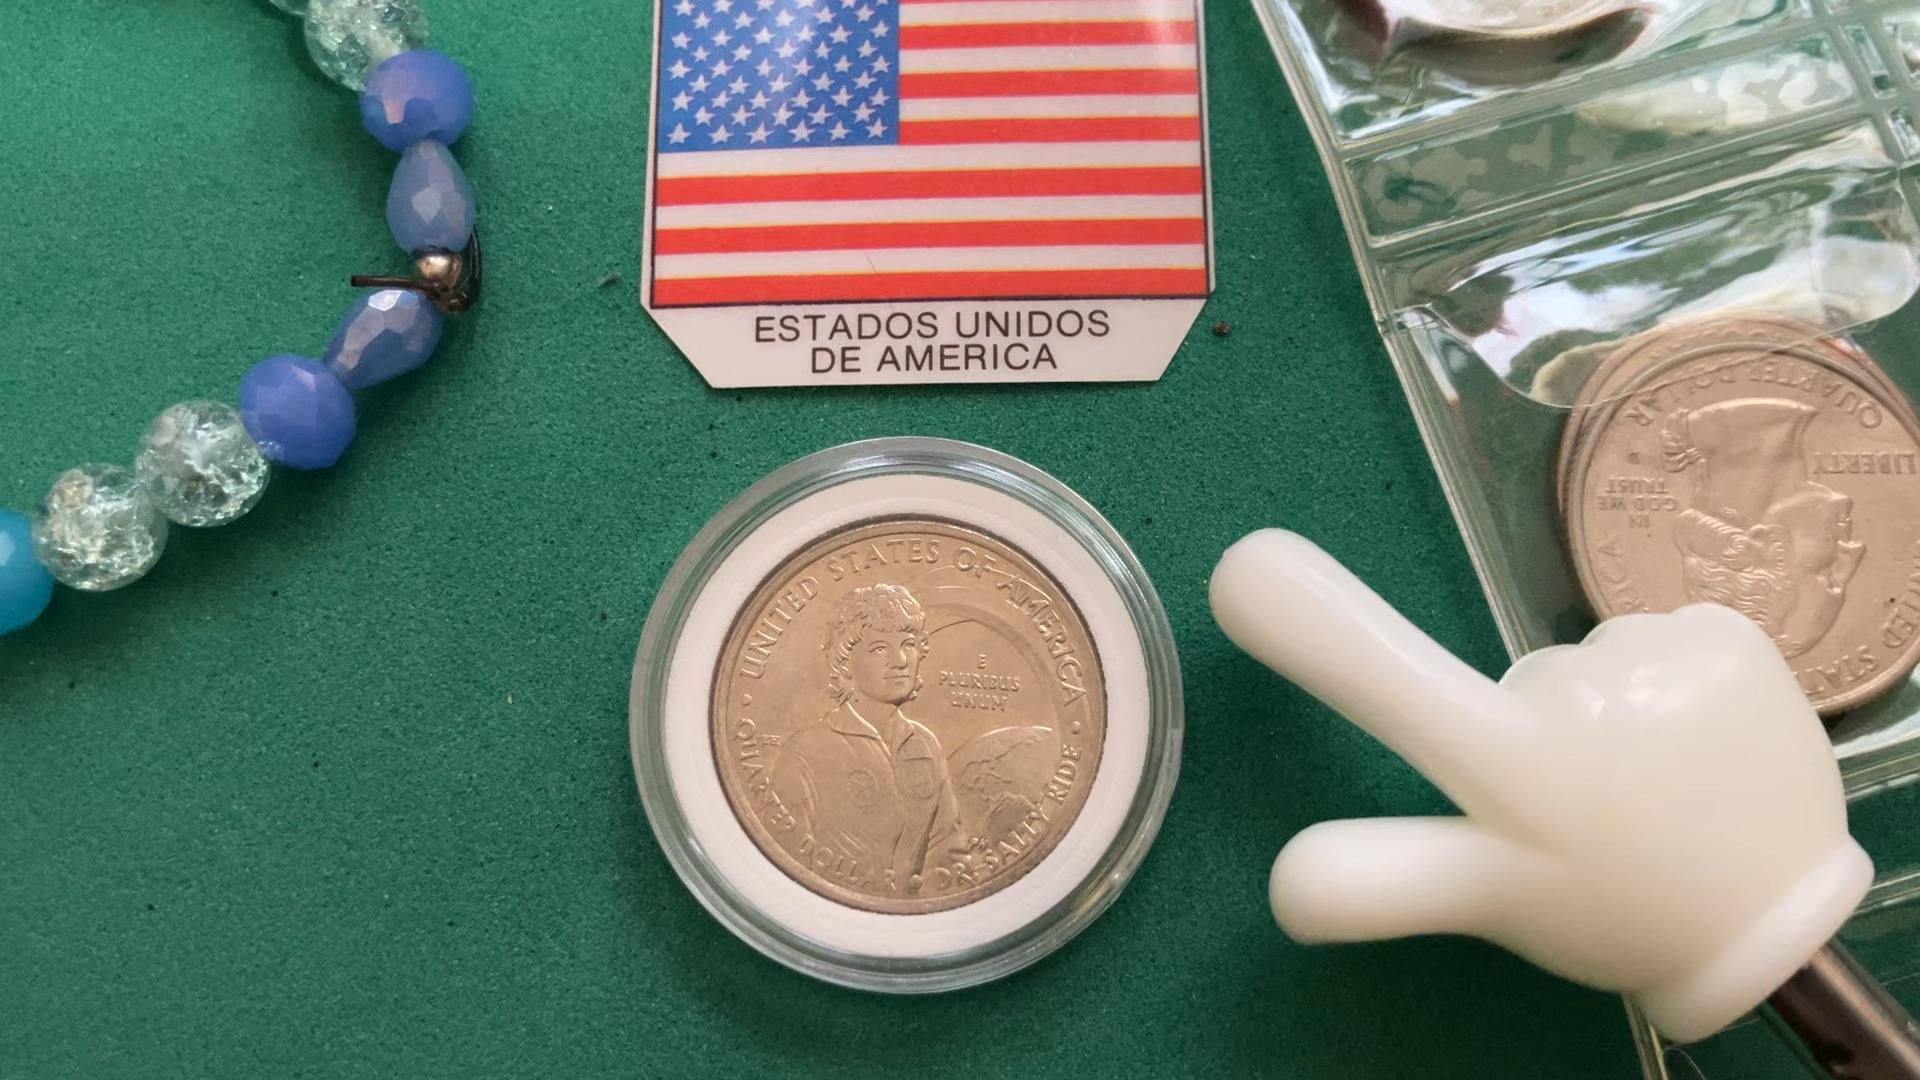 ESTADOS UNIDOS
DE AMERICA
UNITED STATES OF AMERICA
E
PLURIBUS
UNUM
QUARTER DOLLAR
DR. SALLY RIDE
QUARTER DOLLAR
LIBERTY
IN
GOD WE
TRUST
D